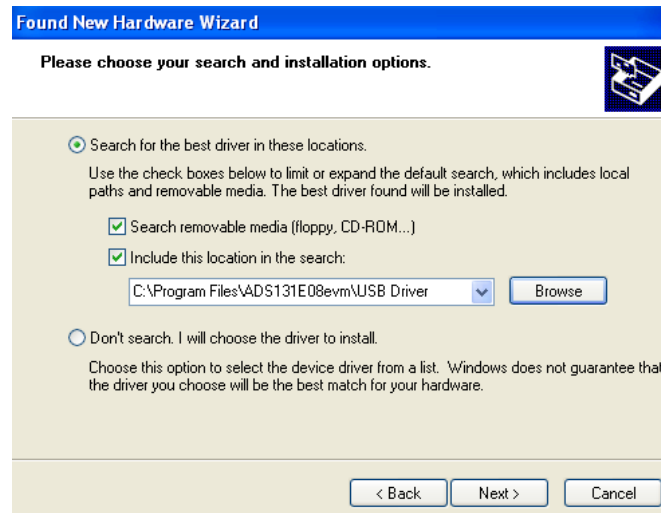 Found New Hardware Wizard
Please choose your search and installation options.
Search for the best driver in these locations.
Use the check boxes below to limit or expand the default search, which includes local
paths and removable media. The best driver found will be installed.
Search removable media (floppy, CD-ROM...)
Include this location in the search:
C:\Program Files\ADS131E08evm\USB Driver
Browse
Don't search. I will choose the driver to install.
Choose this option to select the device driver from a list. Windows does not guarantee that
the driver you choose will be the best match for your hardware.
< Back Next > Cancel